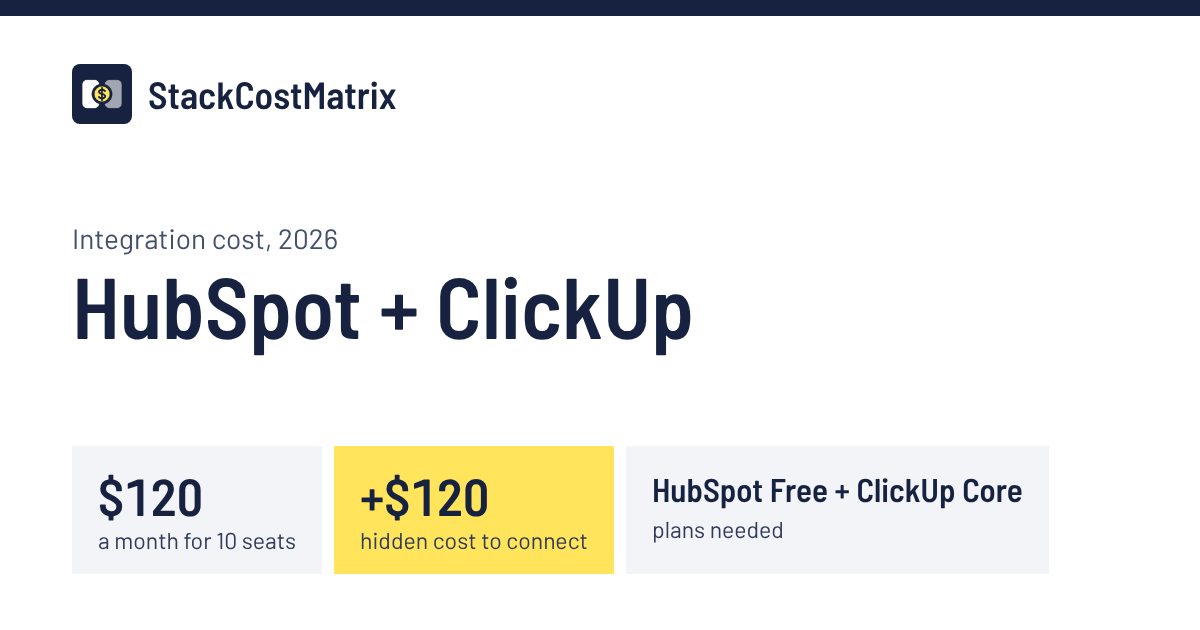 $
StackCostMatrix
Integration cost, 2026
HubSpot + ClickUp
$120
a month for 10 seats
+$120
hidden cost to connect
HubSpot Free + ClickUp Core
plans needed